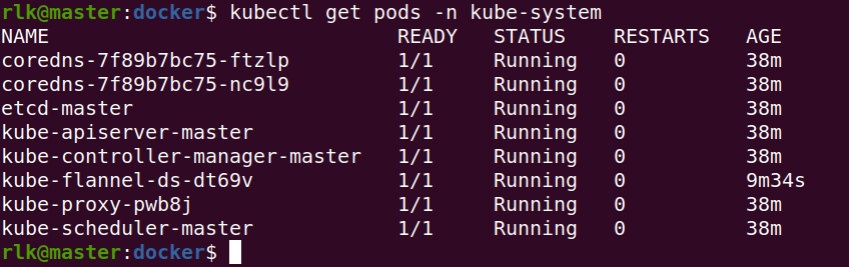 rlk@master:docker$ kubectl get pods -n kube-system
NAME READY STATUS RESTARTS AGE
coredns-7f89b7bc75-ftzlp 1/1 Running 0 38m
coredns-7f89b7bc75-nc9l9 1/1 Running 0 38m
etcd-master 1/1 Running 0 38m
kube-apiserver-master 1/1 Running 0 38m
kube-controller-manager-master 1/1 Running 0 38m
kube-flannel-ds-dt69v 1/1 Running 0 9m34s
kube-proxy-pwb8j 1/1 Running 0 38m
kube-scheduler-master 1/1 Running 0 38m
rlk@master:docker$